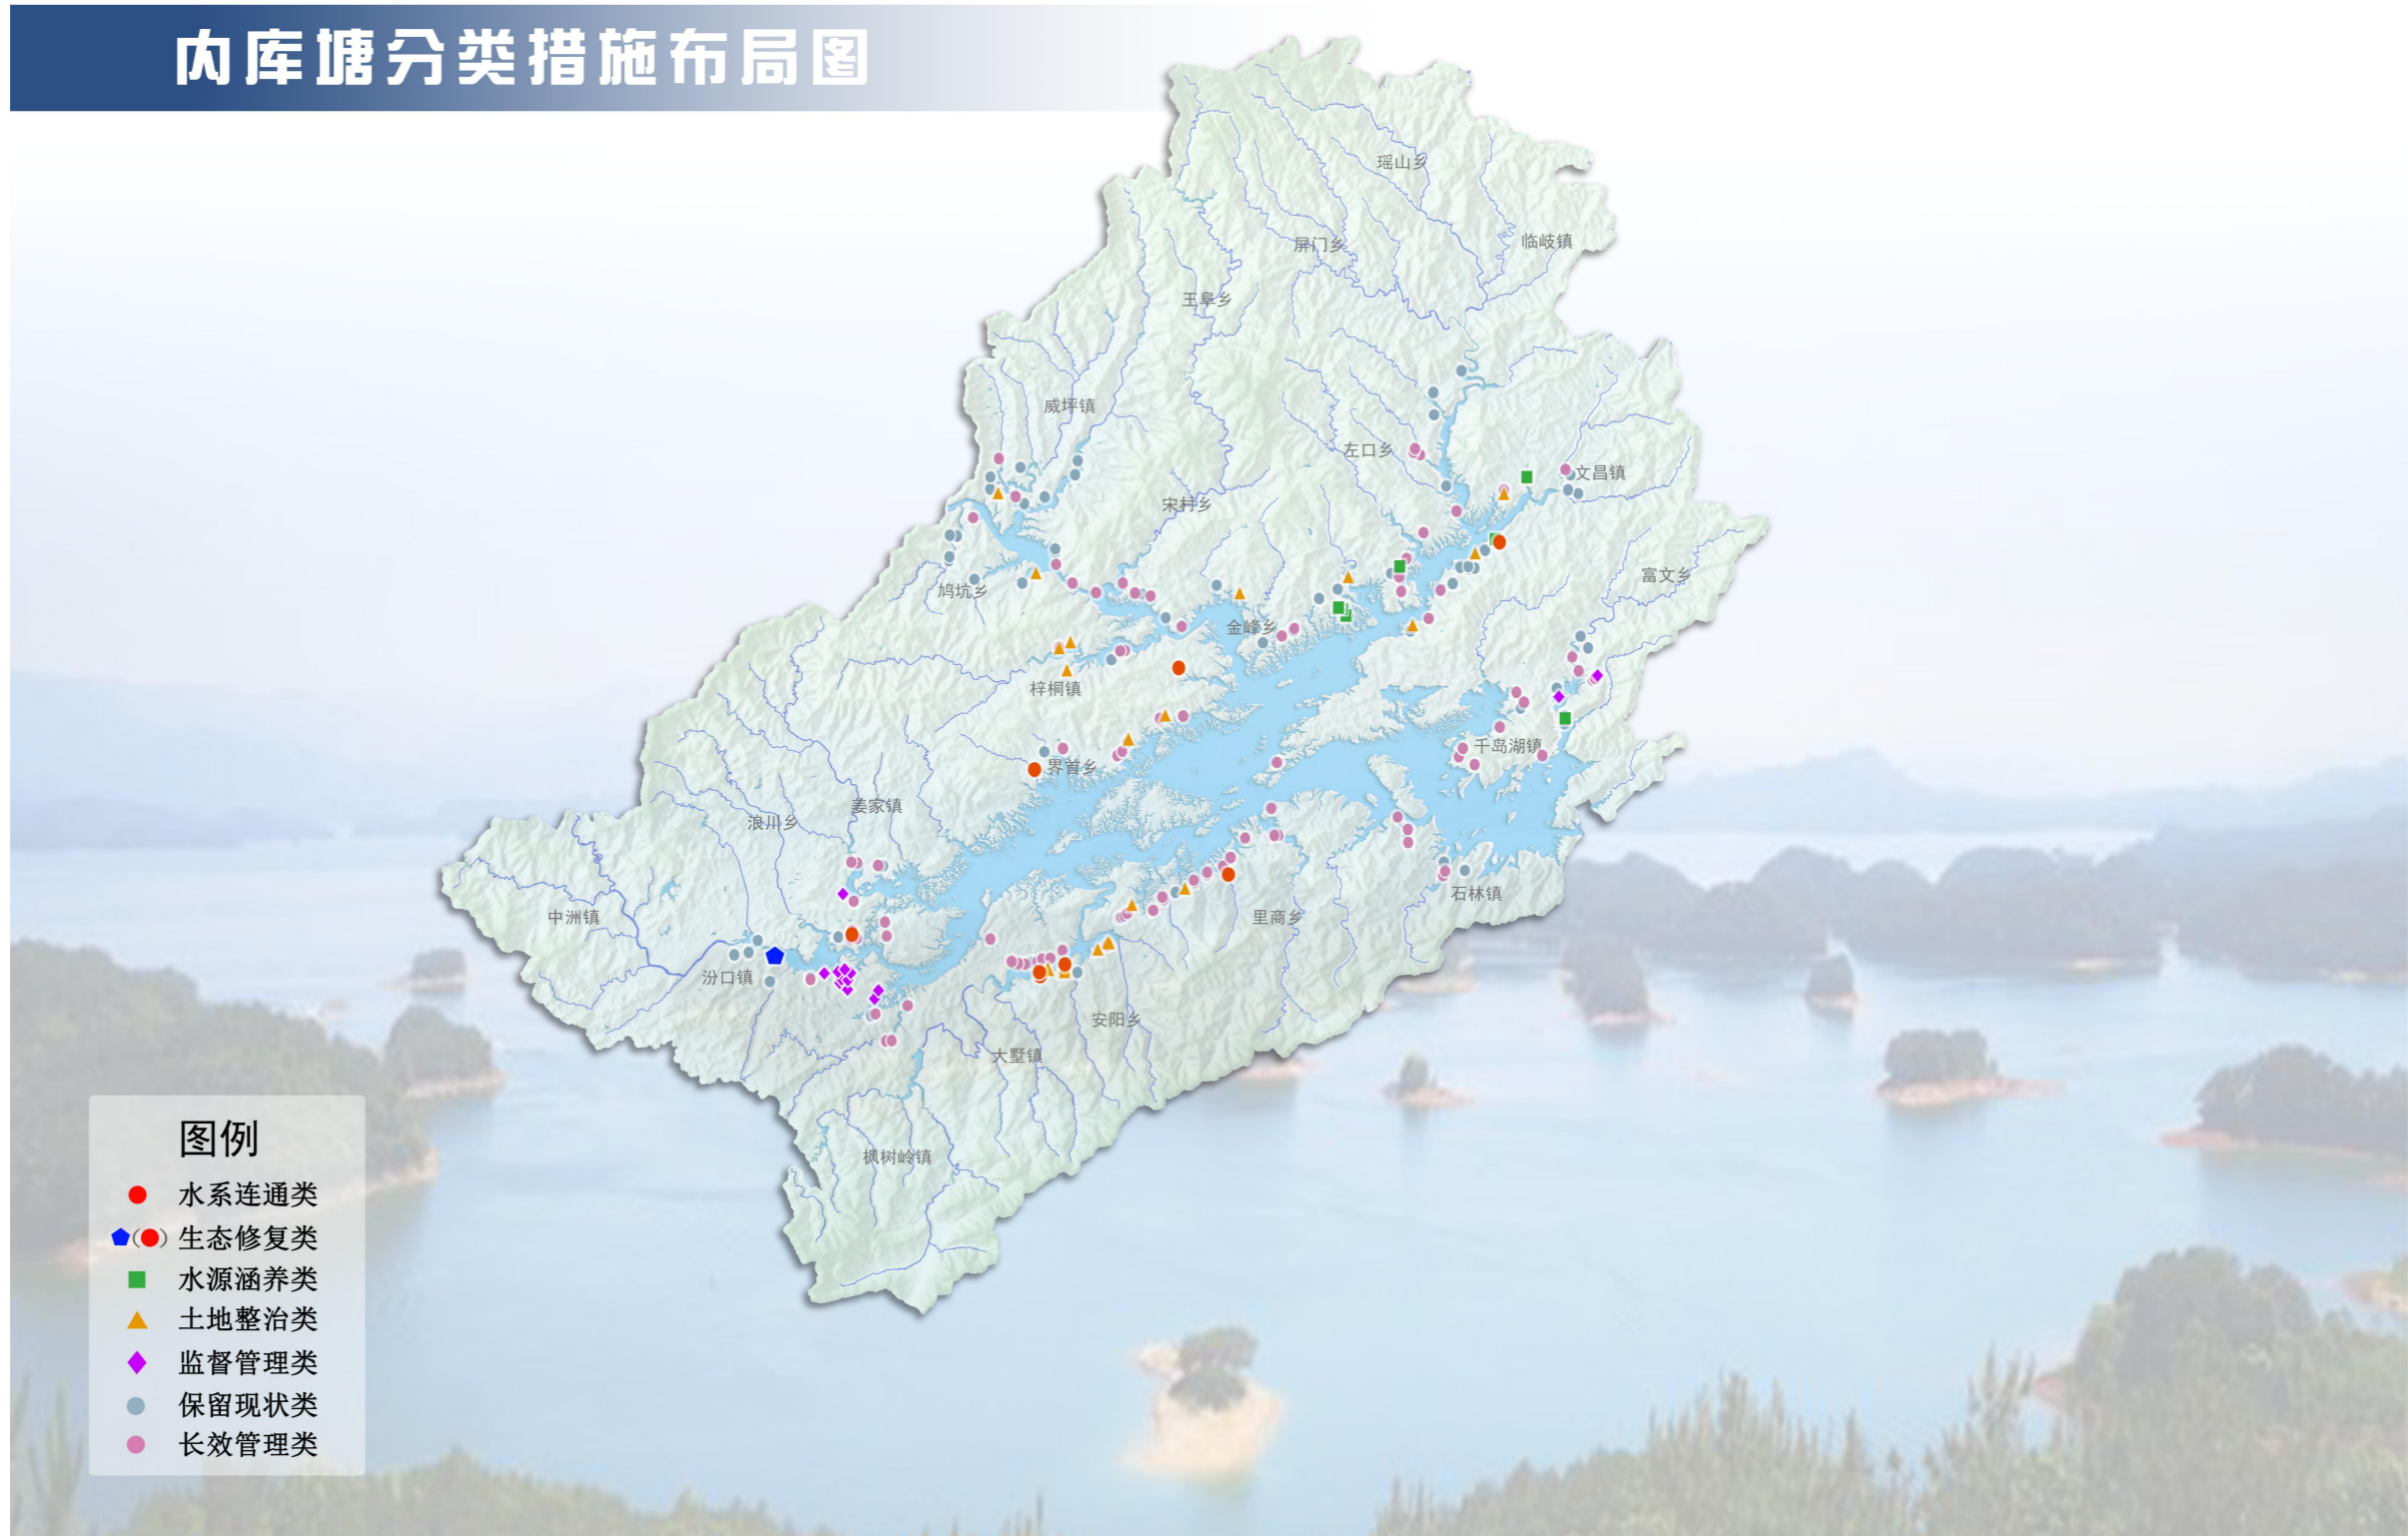 内库塘分类措施布局图
瑶山乡
屏门乡
临岐镇
王阜乡
威坪镇
左口乡
文昌镇
宋村乡
富文乡
鸠坑乡
金峰乡
梓桐镇
千岛湖镇
界首乡
姜家镇
浪川乡
石林镇
中洲镇
里商乡
汾口镇
安阳乡
大墅镇
枫树岭镇
图例
水系连通类
( ) 生态修复类
水源涵养类
土地整治类
监督管理类
保留现状类
长效管理类